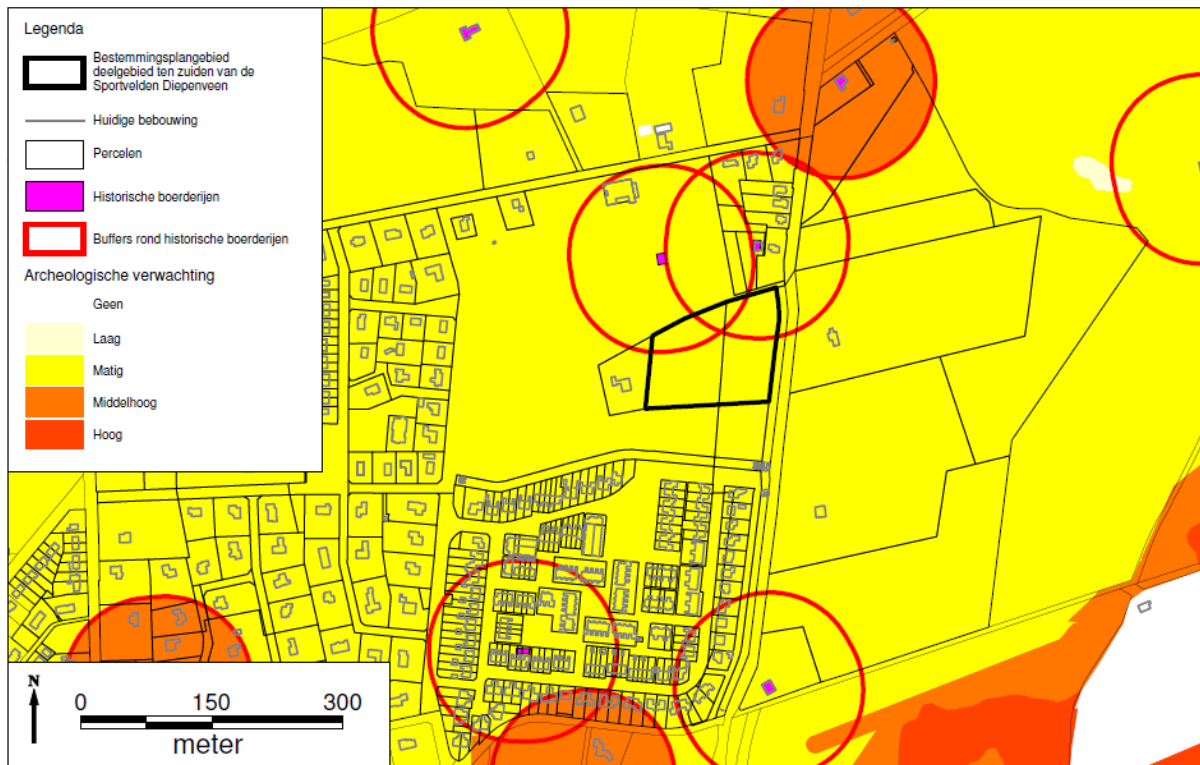 Legenda
Bestemmingsplangebied
deelgebied ten zuiden van de
Sportvelden Diepenveen
Huidige bebouwing
Percelen
Historische boerderijen
Buffers rond historische boerderijen
Archeologische verwachting
Geen
Laag
Matig
Middelhoog
Hoog
N
0 150 300
meter